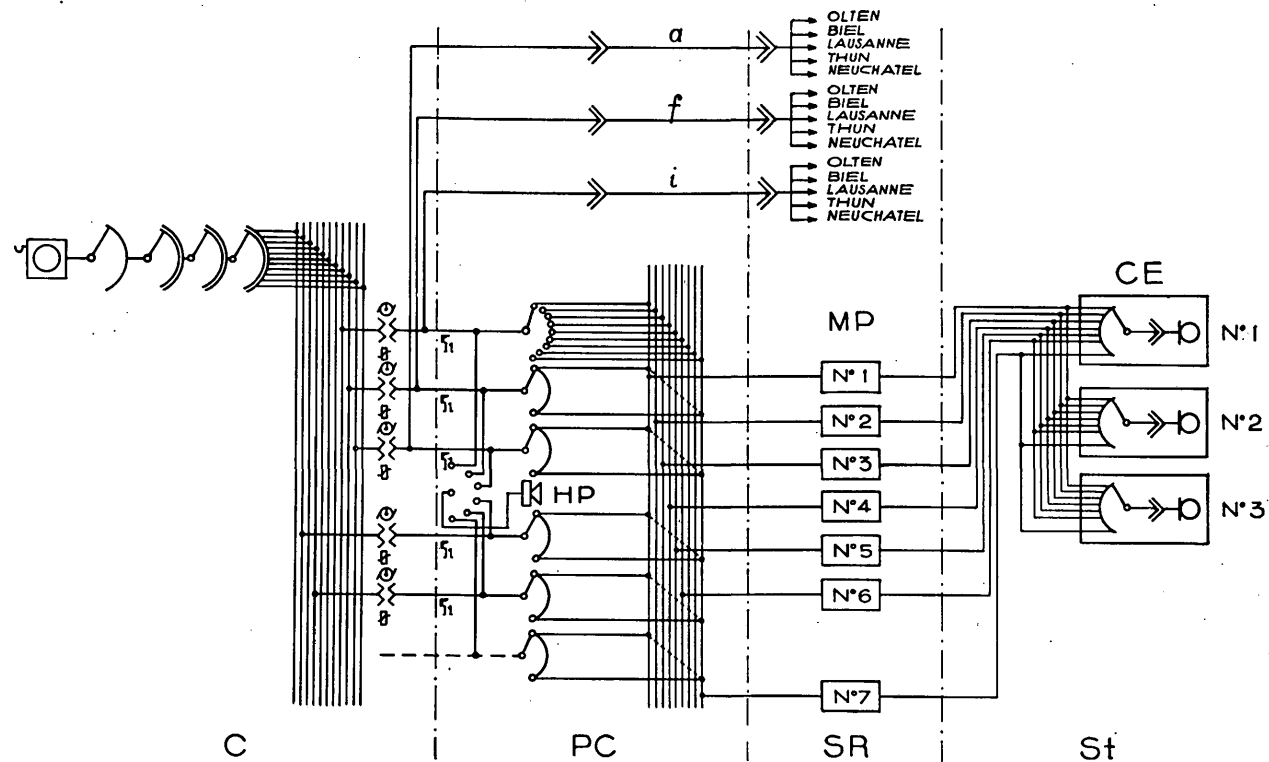 a
OLTEN
BIEL
LAUSANNE
THUN
NEUCHATEL
f
OLTEN
BIEL
LAUSANNE
THUN
NEUCHATEL
i
OLTEN
BIEL
LAUSANNE
THUN
NEUCHATEL
CE
MP
N°1
N°1
N°2
N°2
N°3
HP
N°4
N°3
N°5
N°6
N°7
C
PC
SR
St